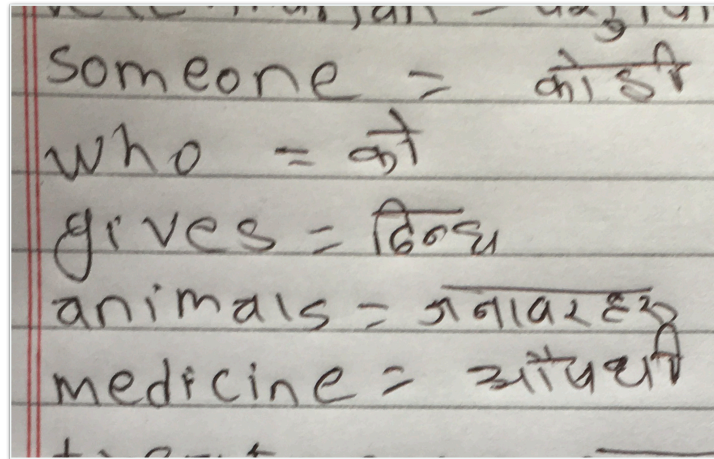 someone = कोही
who = को
gives = दिन्छ
animals = जनावरहरू
medicine = औषधी